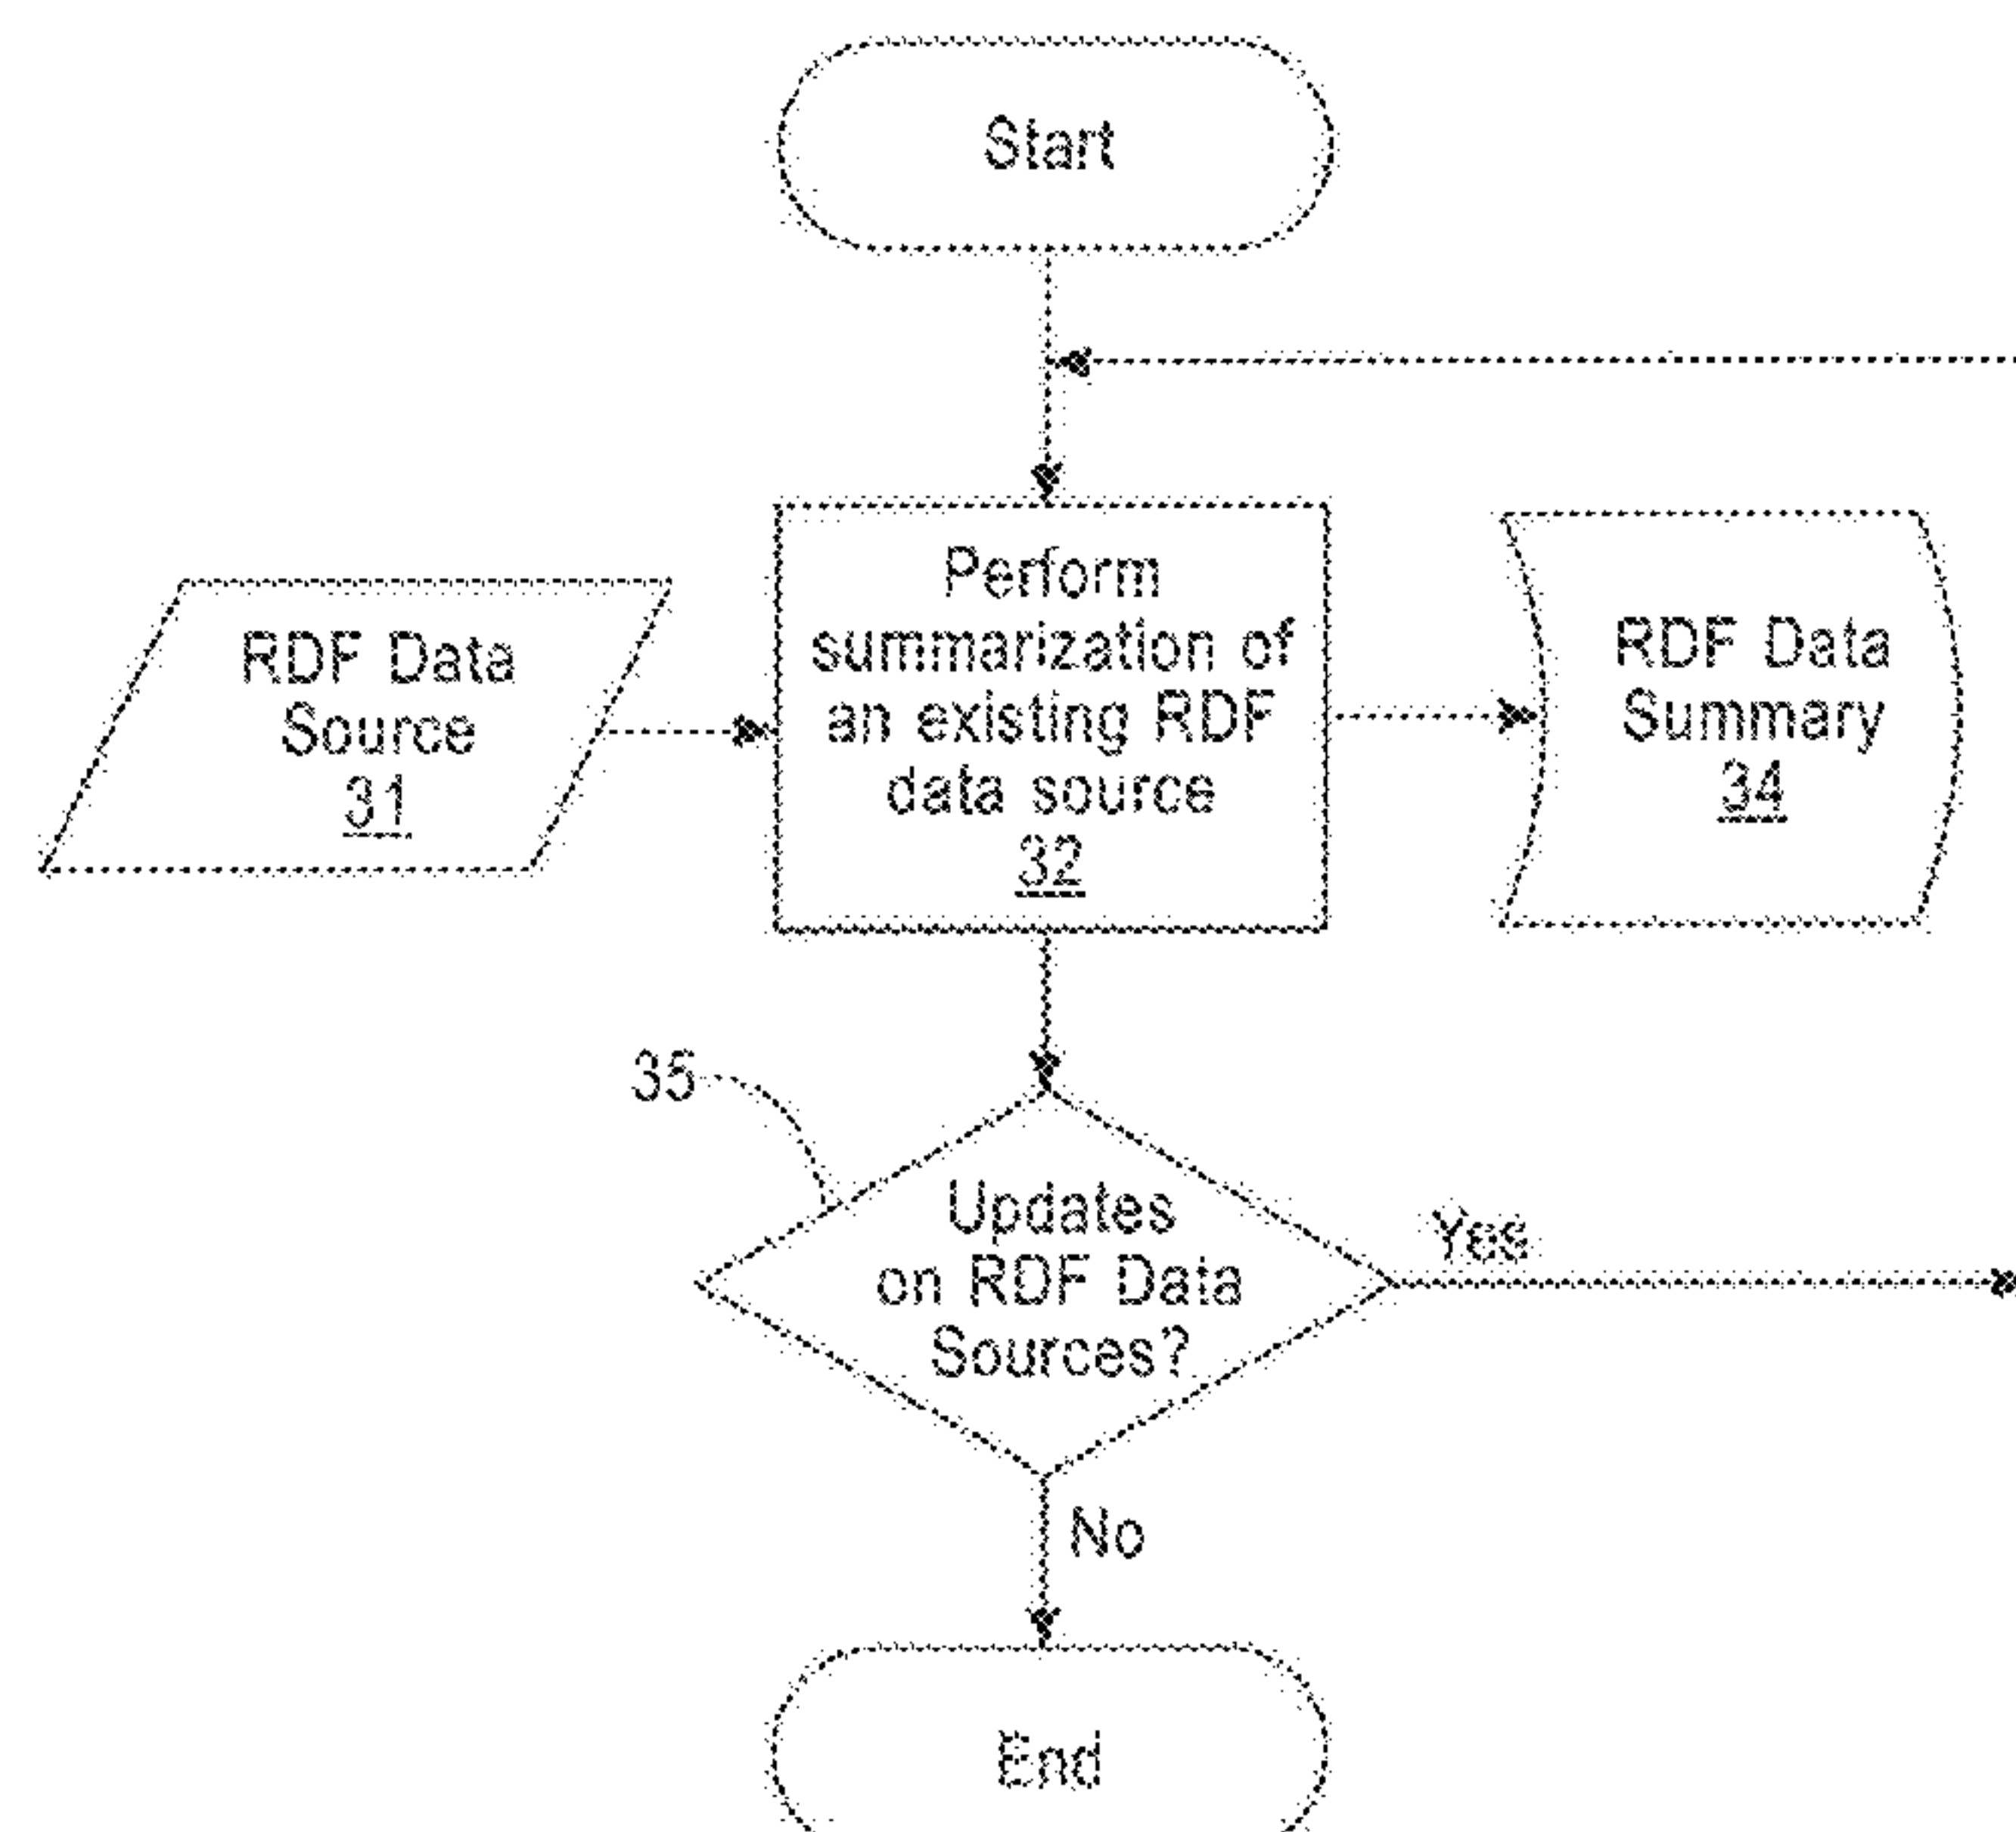 Start
RDF Data
Source
31
Perform
summarization of
an existing RDF
data source
32
RDF Data
Summary
34
35
Updates
on RDF Data
Sources?
Yes
No
End